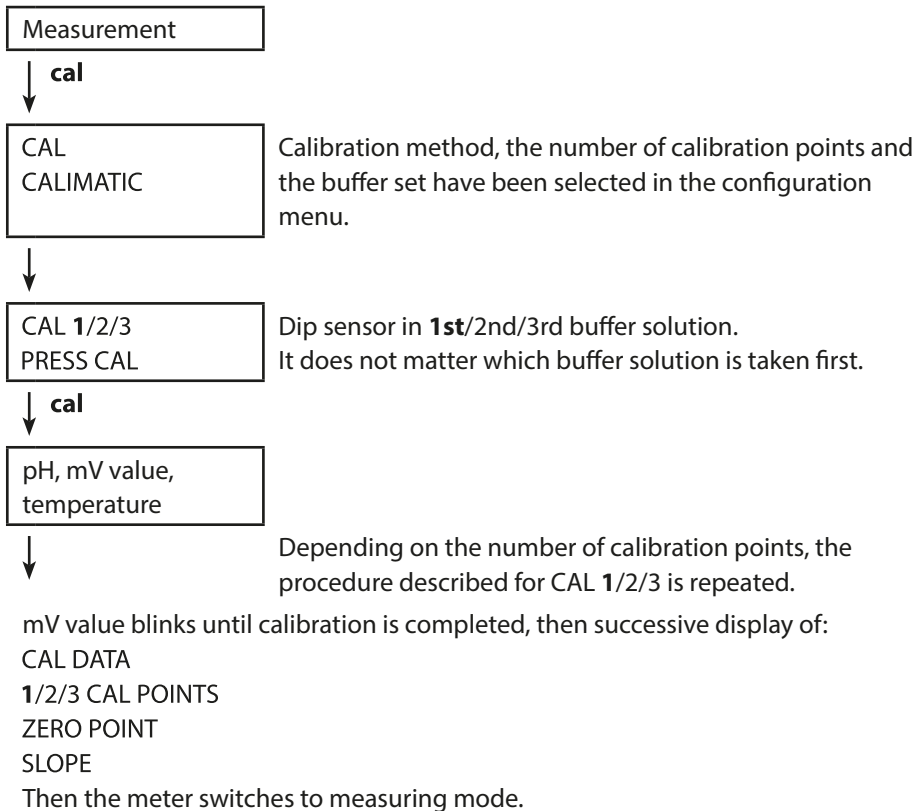 Measurement
cal
CAL
CALIMATIC
Calibration method, the number of calibration points and
the buffer set have been selected in the configuration
menu.
CAL 1/2/3
PRESS CAL
Dip sensor in 1st/2nd/3rd buffer solution.
It does not matter which buffer solution is taken first.
cal
pH, mV value,
temperature
Depending on the number of calibration points, the
procedure described for CAL 1/2/3 is repeated.
mV value blinks until calibration is completed, then successive display of:
CAL DATA
1/2/3 CAL POINTS
ZERO POINT
SLOPE
Then the meter switches to measuring mode.